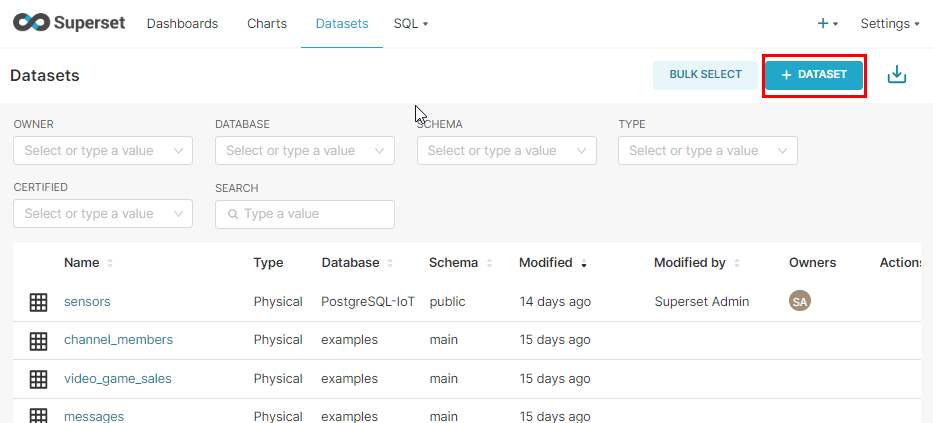 Superset Dashboards Charts Datasets SQL + Settings
Datasets BULK SELECT + DATASET
OWNER DATABASE SCHEMA TYPE
Select or type a value Select or type a value Select or type a value Select or type a value
CERTIFIED SEARCH
Select or type a value Type a value
Name Type Database Schema Modified Modified by Owners Actions
sensors Physical PostgreSQL-IoT public 14 days ago Superset Admin SA
channel_members Physical examples main 15 days ago
video_game_sales Physical examples main 15 days ago
messages Physical examples main 15 days ago